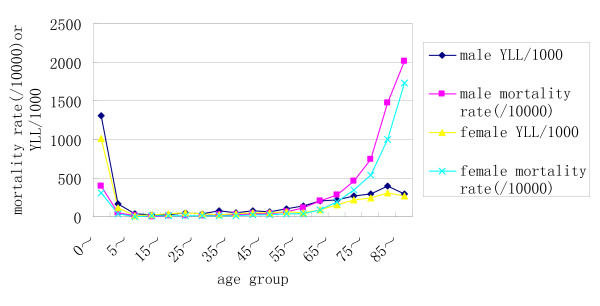 mortality rate(/10000)or
YLL/1000
2500
2000
1500
1000
500
0
0~
5~
15~
25~
35~
45~
55~
65~
75~
85~
age group
male YLL/1000
male mortality
rate(/10000)
female YLL/1000
female mortality
rate(/10000)